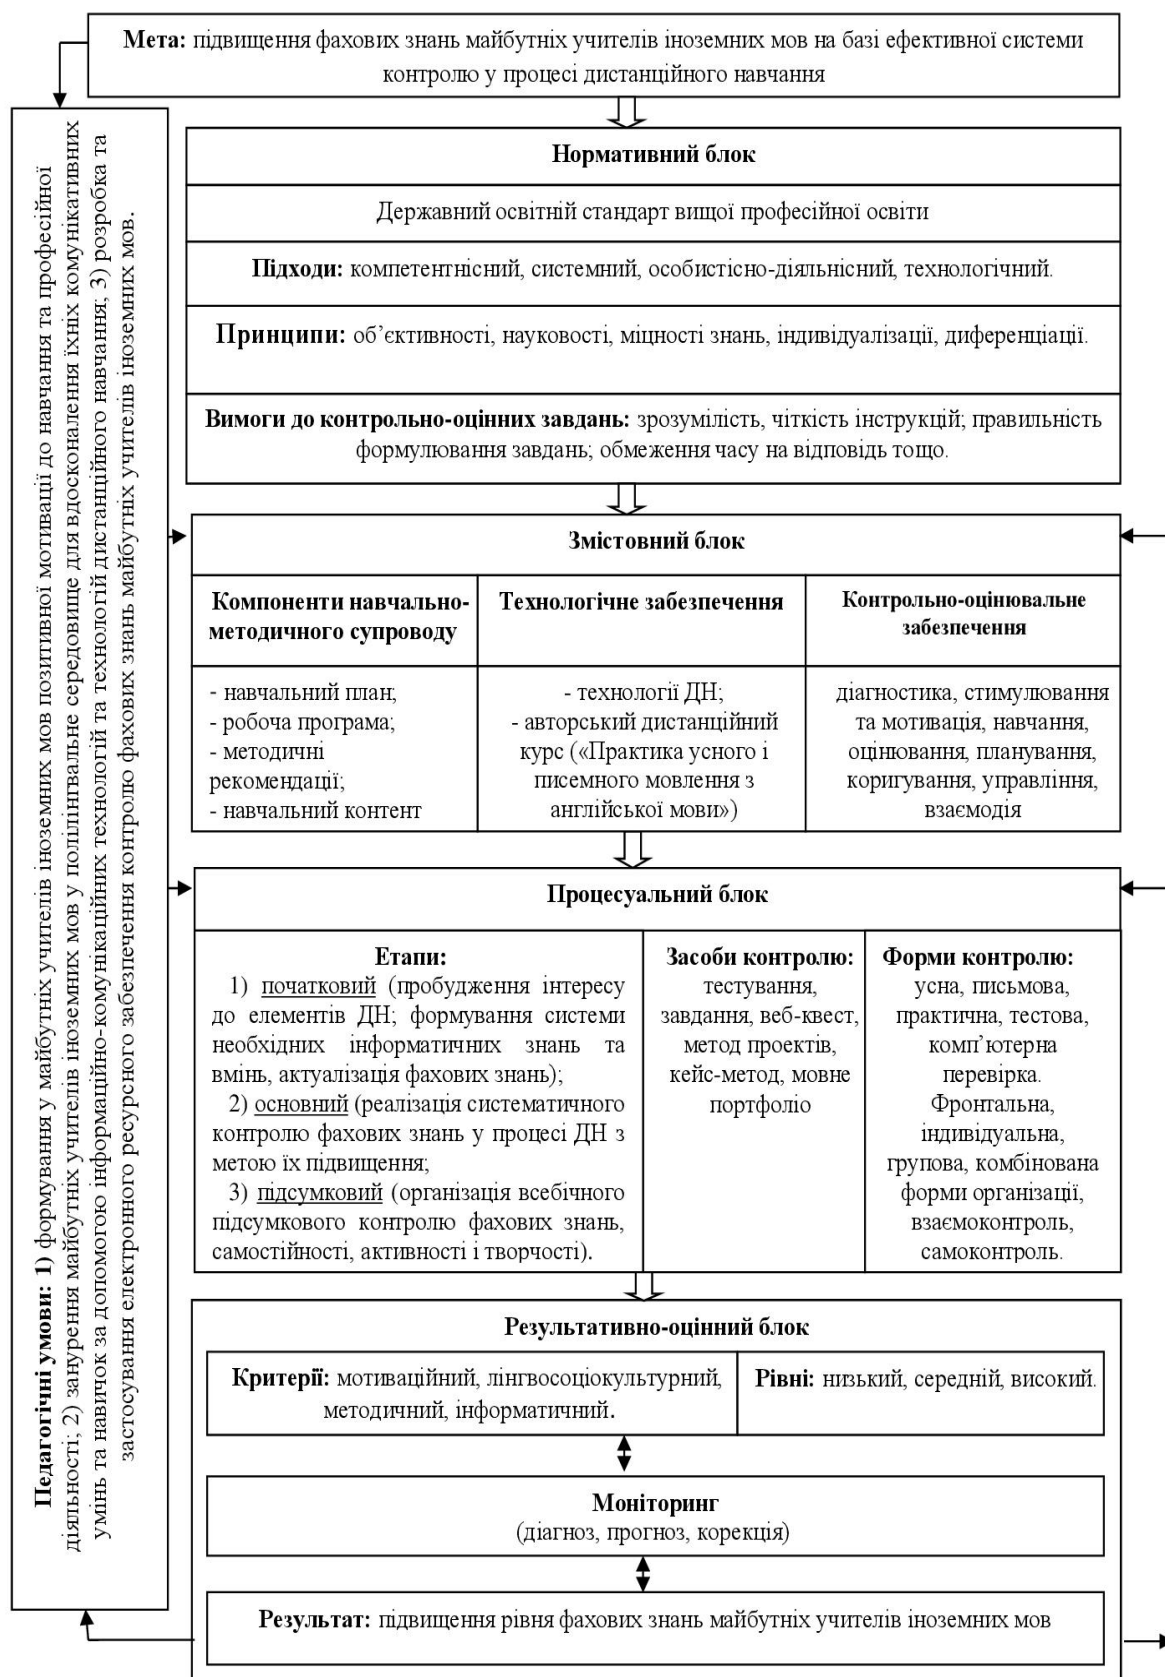 Мета: підвищення фахових знань майбутніх учителів іноземних мов на базі ефективної системи
контролю у процесі дистанційного навчання
Педагогічні умови: 1) формування у майбутніх учителів іноземних мов позитивної мотивації до навчання та професійної
діяльності; 2) занурення майбутніх учителів іноземних мов у полілінгвальне середовище для вдосконалення їхніх комунікативних
умінь та навичок за допомогою інформаційно-комунікаційних технологій та технологій дистанційного навчання; 3) розробка та
застосування електронного ресурсного забезпечення контролю фахових знань майбутніх учителів іноземних мов.
Нормативний блок
Державний освітній стандарт вищої професійної освіти
Підходи: компетентнісний, системний, особистісно-діяльнісний, технологічний.
Принципи: об’єктивності, науковості, міцності знань, індивідуалізації, диференціації.
Вимоги до контрольно-оцінних завдань: зрозумілість, чіткість інструкцій; правильність
формулювання завдань; обмеження часу на відповідь тощо.
Змістовний блок
Компоненти навчально-
методичного супроводу
- навчальний план;
- робоча програма;
- методичні
рекомендації;
- навчальний контент
Технологічне забезпечення
- технології ДН;
- авторський дистанційний
курс («Практика усного і
писемного мовлення з
англійської мови»)
Контрольно-оцінювальне
забезпечення
діагностика, стимулювання
та мотивація, навчання,
оцінювання, планування,
коригування, управління,
взаємодія
Процесуальний блок
Етапи:
1) початковий (пробудження інтересу
до елементів ДН; формування системи
необхідних інформатичних знань та
вмінь, актуалізація фахових знань);
2) основний (реалізація систематичного
контролю фахових знань у процесі ДН з
метою їх підвищення;
3) підсумковий (організація всебічного
підсумкового контролю фахових знань,
самостійності, активності і творчості).
Засоби контролю:
тестування,
завдання, веб-квест,
метод проектів,
кейс-метод, мовне
портфоліо
Форми контролю:
усна, письмова,
практична, тестова,
комп’ютерна
перевірка.
Фронтальна,
індивідуальна,
групова, комбінована
форми організації,
взаємоконтроль,
самоконтроль.
Результативно-оцінний блок
Критерії: мотиваційний, лінгвосоціокультурний,
методичний, інформатичний.
Рівні: низький, середній, високий.
Моніторинг
(діагноз, прогноз, корекція)
Результат: підвищення рівня фахових знань майбутніх учителів іноземних мов